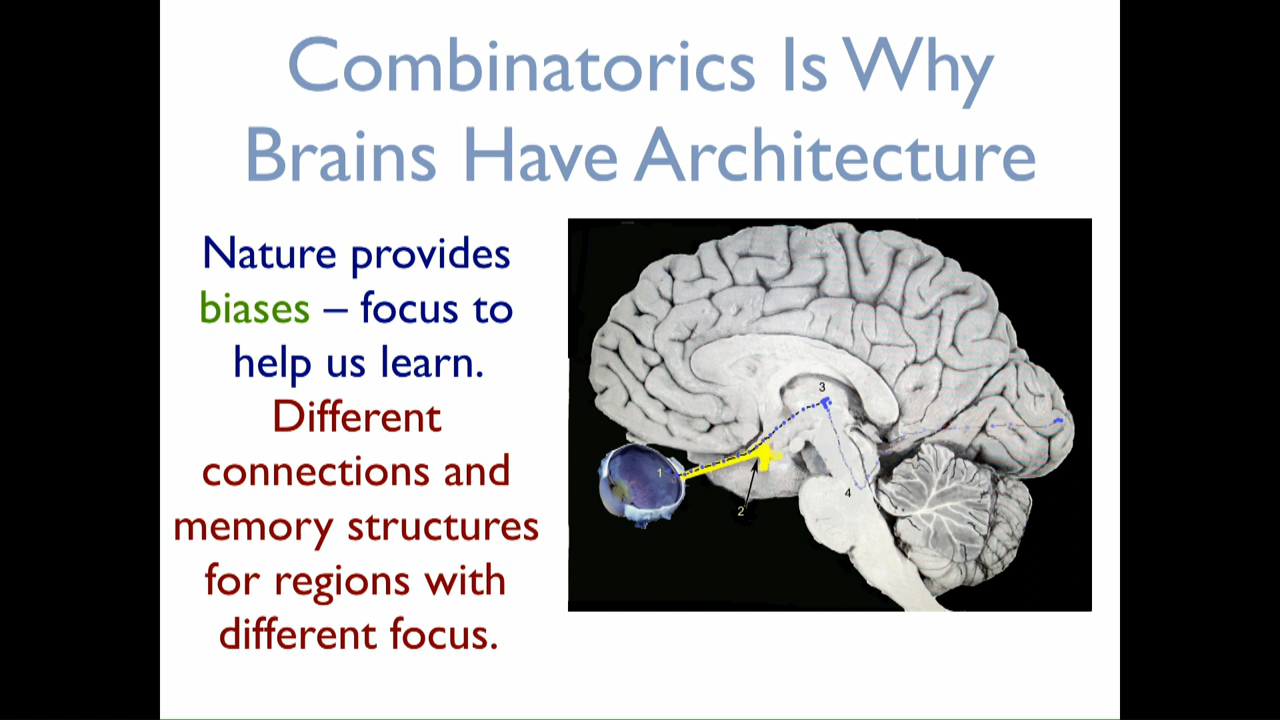 Combinatorics Is Why
Brains Have Architecture
Nature provides
biases – focus to
help us learn.
Different
connections and
memory structures
for regions with
different focus.
3
1
4
2